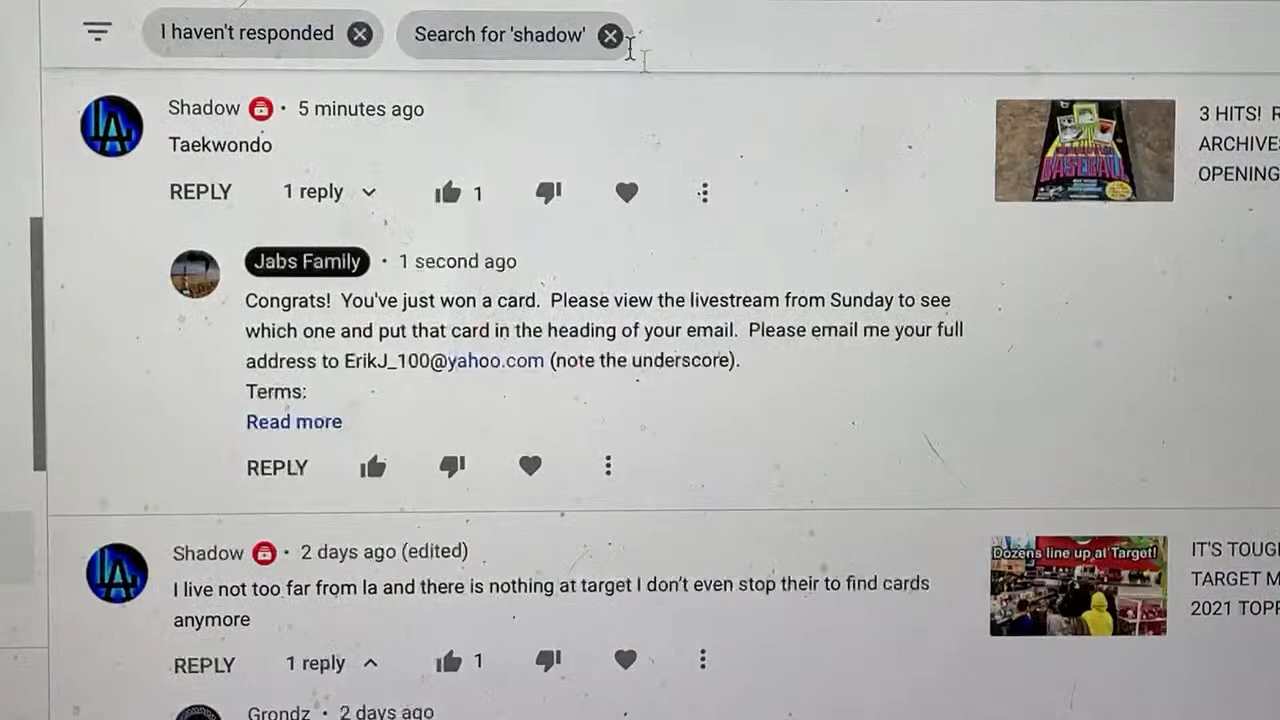 I haven't responded
Search for 'shadow'
Shadow · 5 minutes ago
Taekwondo
REPLY 1 reply 1
3 HITS! R
ARCHIVES
OPENING
BASEBALL
Jabs Family · 1 second ago
Congrats! You've just won a card. Please view the livestream from Sunday to see
which one and put that card in the heading of your email. Please email me your full
address to ErikJ_100@yahoo.com (note the underscore).
Terms:
Read more
REPLY
Shadow · 2 days ago (edited)
I live not too far from la and there is nothing at target I don't even stop their to find cards
anymore
REPLY 1 reply 1
Dozens line up at Target!
IT'S TOUG
TARGET M
2021 TOPP
Grondz · 2 days ago
LA
LA